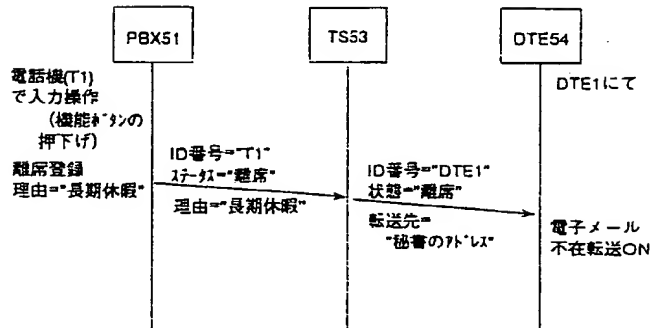 PBX51
TS53
DTE54
電話機(T1)
で入力操作
(機能ﾎﾞﾀﾝの
押下げ)
離席登録
理由="長期休暇"
ID番号="T1"
ｽﾃｰﾀｽ="離席"
理由="長期休暇"
ID番号="DTE1"
状態="離席"
転送先=
"秘書のｱﾄﾞﾚｽ"
DTE1にて
電子メール
不在転送ON